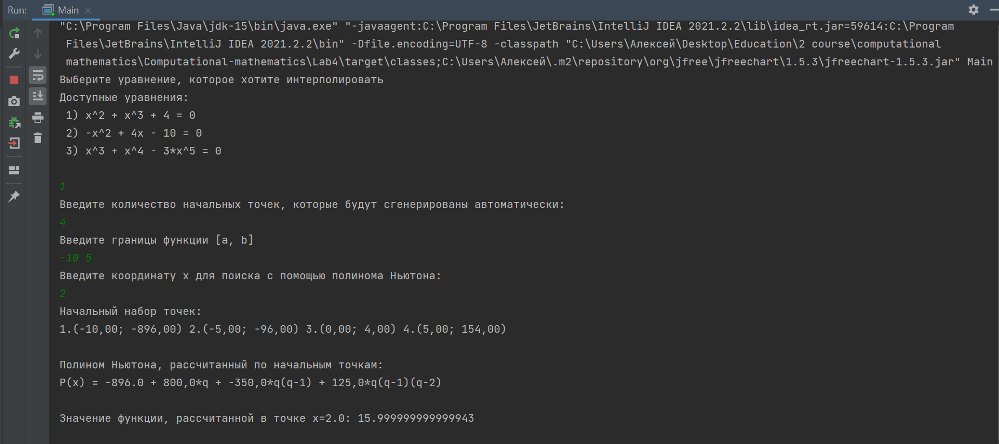 Run: Main
"C:\Program Files\Java\jdk-15\bin\java.exe" "-javaagent:C:\Program Files\JetBrains\IntelliJ IDEA 2021.2.2\lib\idea_rt.jar=59614:C:\Program
Files\JetBrains\IntelliJ IDEA 2021.2.2\bin" -Dfile.encoding=UTF-8 -classpath "C:\Users\Алексей\Desktop\Education\2 course\computational
mathematics\Computational-mathematics\Lab4\target\classes;C:\Users\Алексей\.m2\repository\org\jfree\jfreechart\1.5.3\jfreechart-1.5.3.jar" Main
Выберите уравнение, которое хотите интерполировать
Доступные уравнения:
1) x^2 + x^3 + 4 = 0
2) -x^2 + 4x - 10 = 0
3) x^3 + x^4 - 3*x^5 = 0
1
Введите количество начальных точек, которые будут сгенерированы автоматически:
4
Введите границы функции [a, b]
-10 5
Введите координату x для поиска с помощью полинома Ньютона:
2
Начальный набор точек:
1.(-10,00; -896,00) 2.(-5,00; -96,00) 3.(0,00; 4,00) 4.(5,00; 154,00)
Полином Ньютона, рассчитанный по начальным точкам:
P(x) = -896.0 + 800,0*q + -350,0*q(q-1) + 125,0*q(q-1)(q-2)
Значение функции, рассчитанной в точке x=2.0: 15.999999999999943